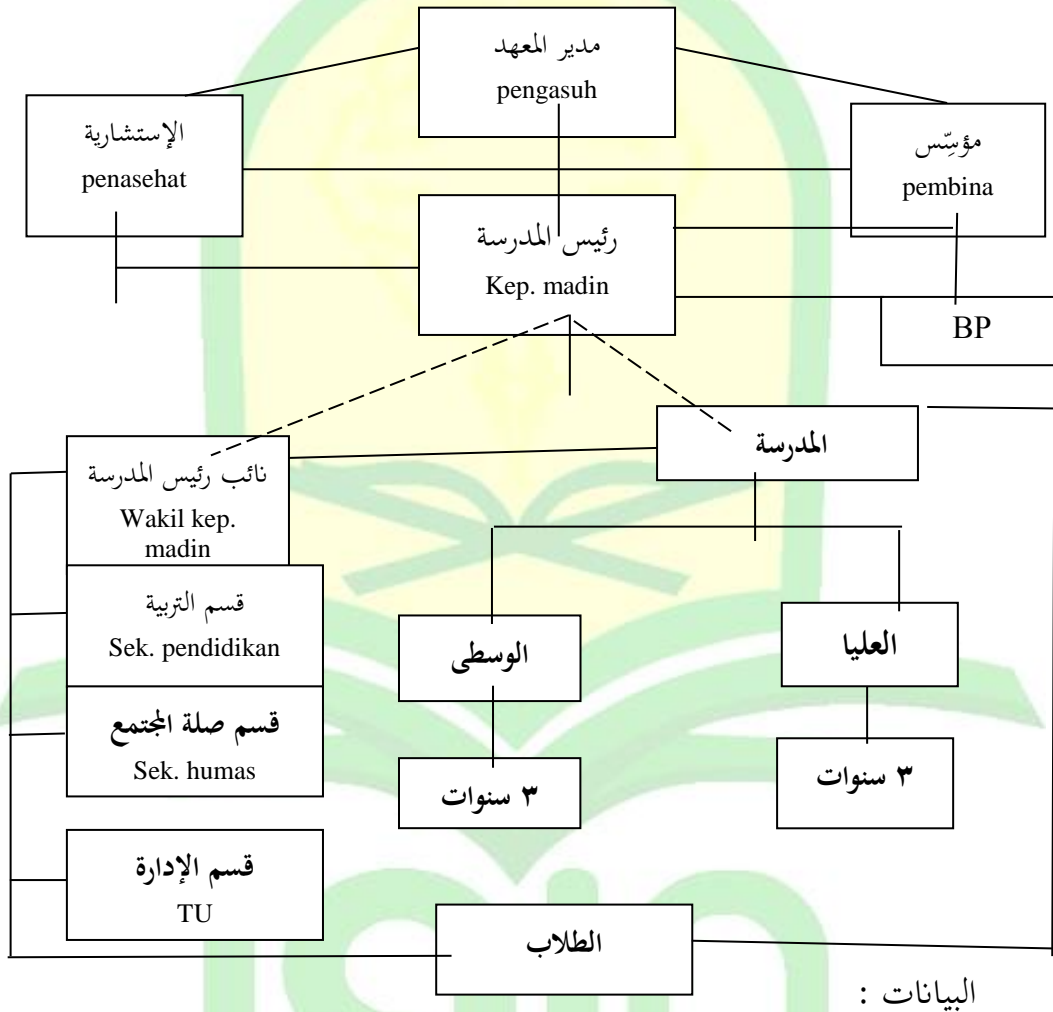 مدير المعهد
pengasuh
الإستشارية
penasehat
مؤسِّس
pembina
رئيس المدرسة
Kep. madin
BP
المدرسة
نائب رئيس المدرسة
Wakil kep.
madin
قسم التربية
Sek. pendidikan
الوسطى
العليا
قسم صلة المجتمع
Sek. humas
٣ سنوات
٣ سنوات
قسم الإدارة
TU
الطلاب
البيانات :